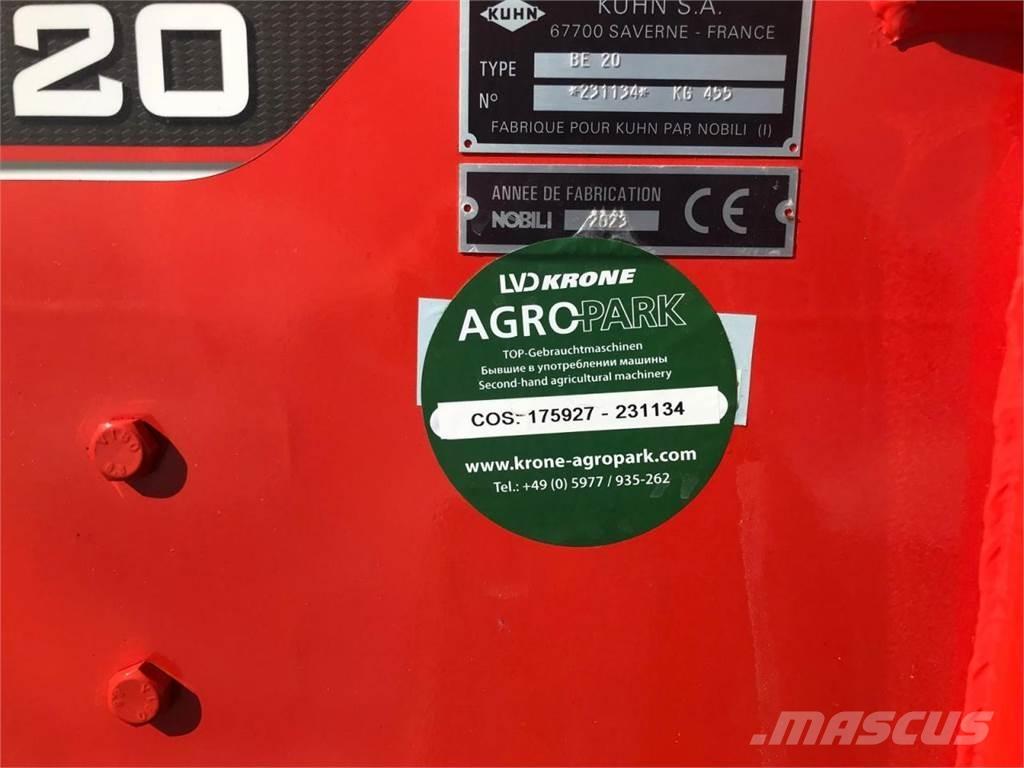 20
KUHN
KUHN S.A.
67700 SAVERNE - FRANCE
TYPE BE 20
N° *231134* KG 455
FABRIQUE POUR KUHN PAR NOBILI (I)
ANNEE DE FABRICATION
NOBILI 2023
CE
LVD KRONE
AGROPARK
TOP-Gebrauchtmaschinen
Бывшие в употреблении машины
Second-hand agricultural machinery
COS: 175927 - 231134
www.krone-agropark.com
Tel.: +49 (0) 5977 / 935-262
MASCUS